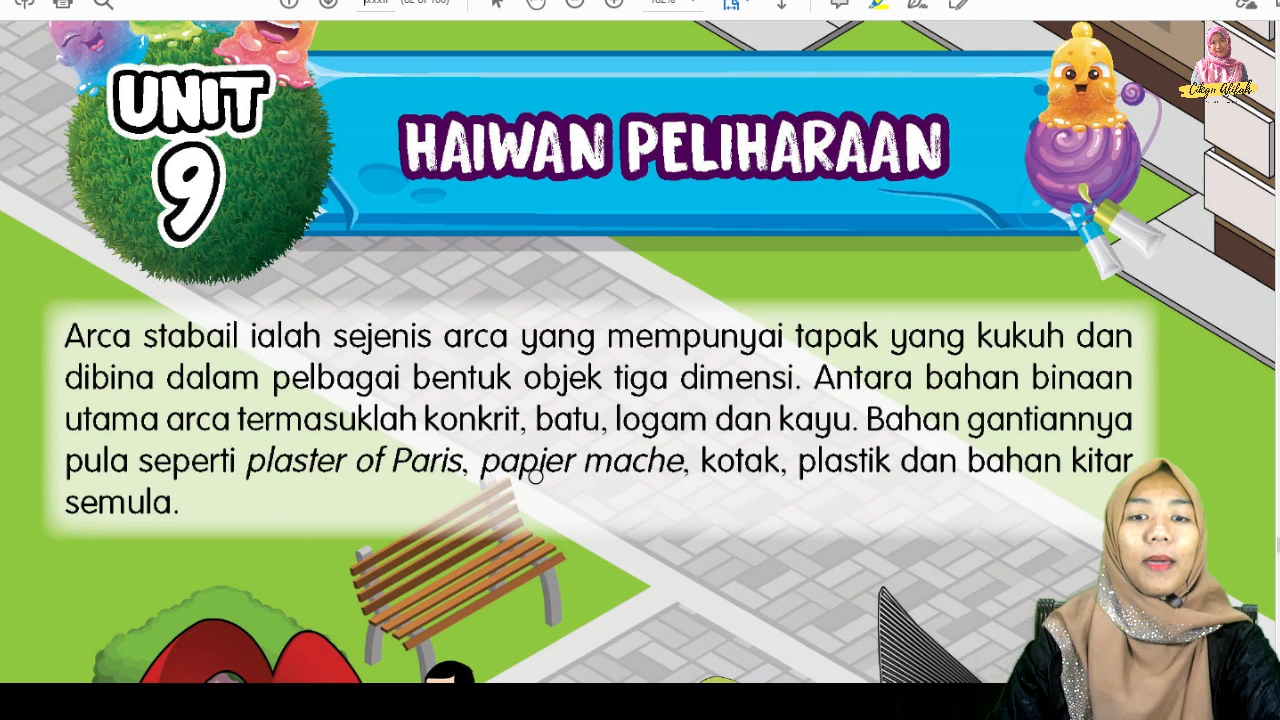 UNIT
9
HAIWAN PELIHARAAN
Cikgu Afifah
Arca stabail ialah sejenis arca yang mempunyai tapak yang kukuh dan
dibina dalam pelbagai bentuk objek tiga dimensi. Antara bahan binaan
utama arca termasuklah konkrit, batu, logam dan kayu. Bahan gantiannya
pula seperti plaster of Paris, papier mache, kotak, plastik dan bahan kitar
semula.